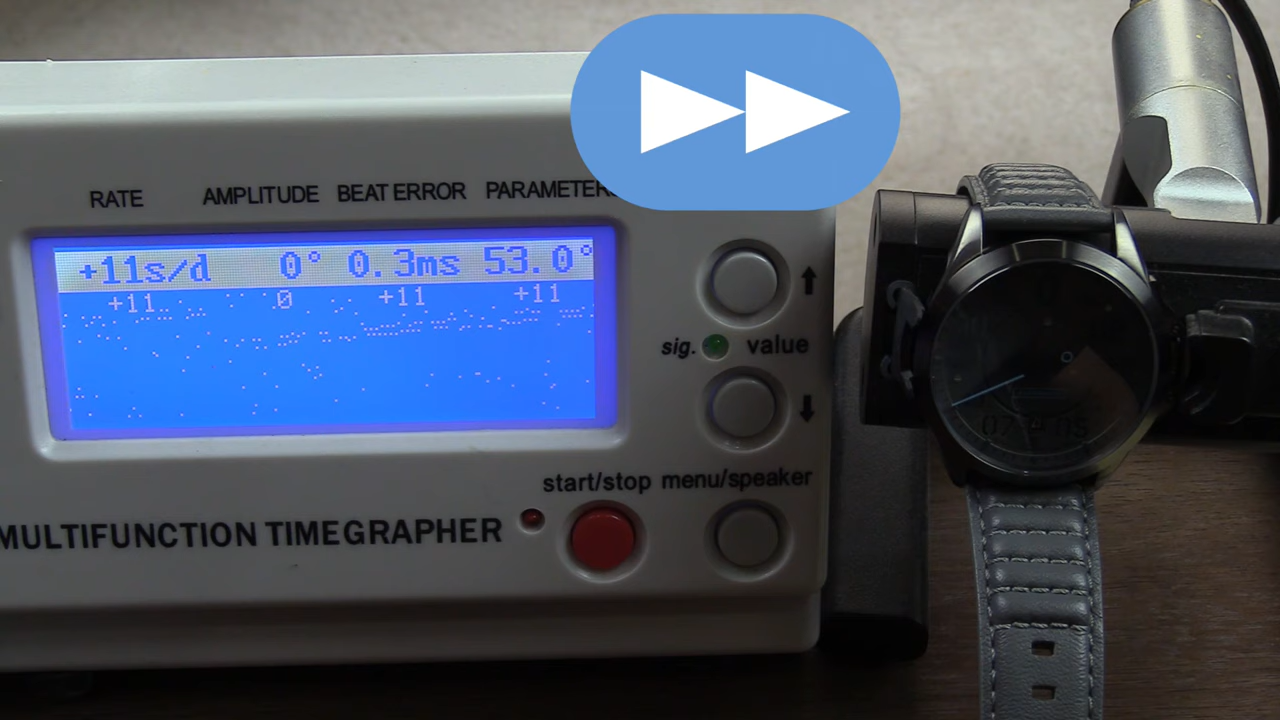 RATE AMPLITUDE BEAT ERROR PARAMETERS
+11s/d 0° 0.3ms 53.0°
+11 0 +11 +11
sig. value
start/stop menu/speaker
MULTIFUNCTION TIMEGRAPHER